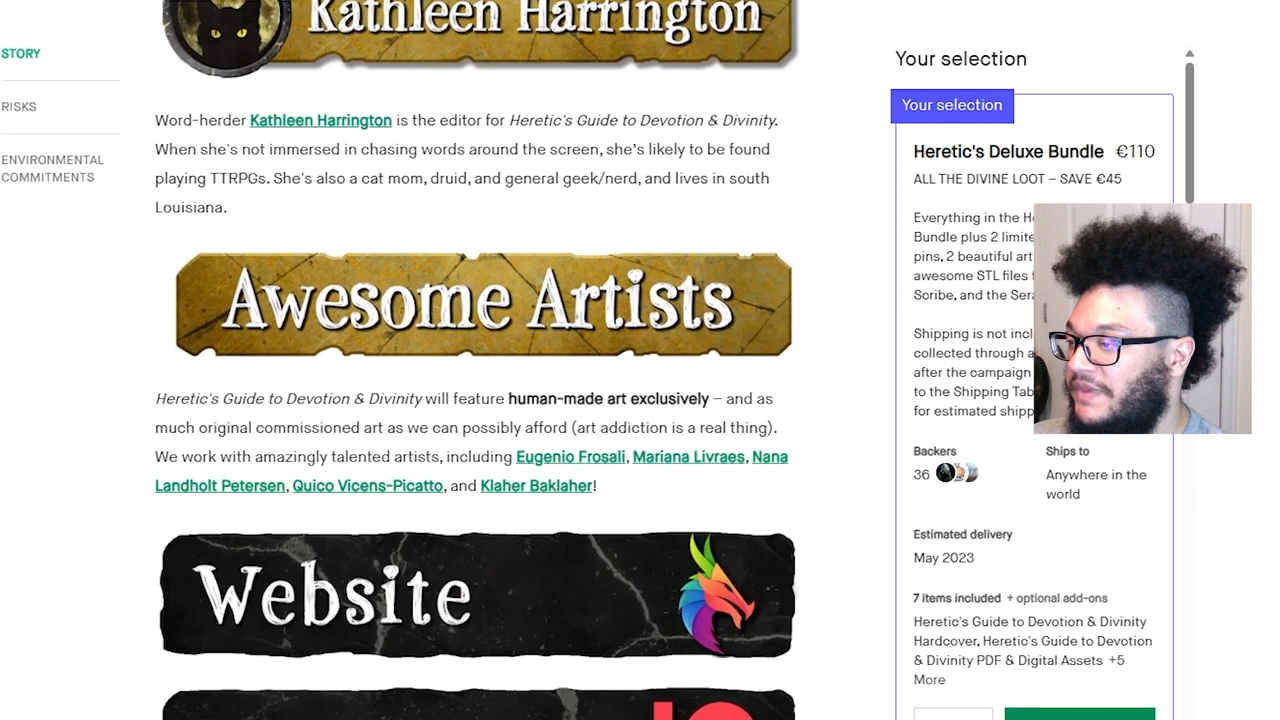 Kathleen Harrington
STORY
RISKS
ENVIRONMENTAL
COMMITMENTS
Word-herder Kathleen Harrington is the editor for Heretic's Guide to Devotion & Divinity.
When she's not immersed in chasing words around the screen, she's likely to be found
playing TTRPGs. She's also a cat mom, druid, and general geek/nerd, and lives in south
Louisiana.
Awesome Artists
Heretic's Guide to Devotion & Divinity will feature human-made art exclusively – and as
much original commissioned art as we can possibly afford (art addiction is a real thing).
We work with amazingly talented artists, including Eugenio Frosali, Mariana Livraes, Nana
Landholt Petersen, Quico Vicens-Picatto, and Klaher Baklaher!
Website
Your selection
Your selection
Heretic's Deluxe Bundle €110
ALL THE DIVINE LOOT – SAVE €45
Everything in the
Bundle plus 2
pins, 2 beautiful
awesome STL files
Scribe, and the
Shipping is not
collected through
after the campaign
to the Shipping
for estimated
Backers
36
Ships to
Anywhere in the
world
Estimated delivery
May 2023
7 items included + optional add-ons
Heretic's Guide to Devotion & Divinity
Hardcover, Heretic's Guide to Devotion
& Divinity PDF & Digital Assets +5
More